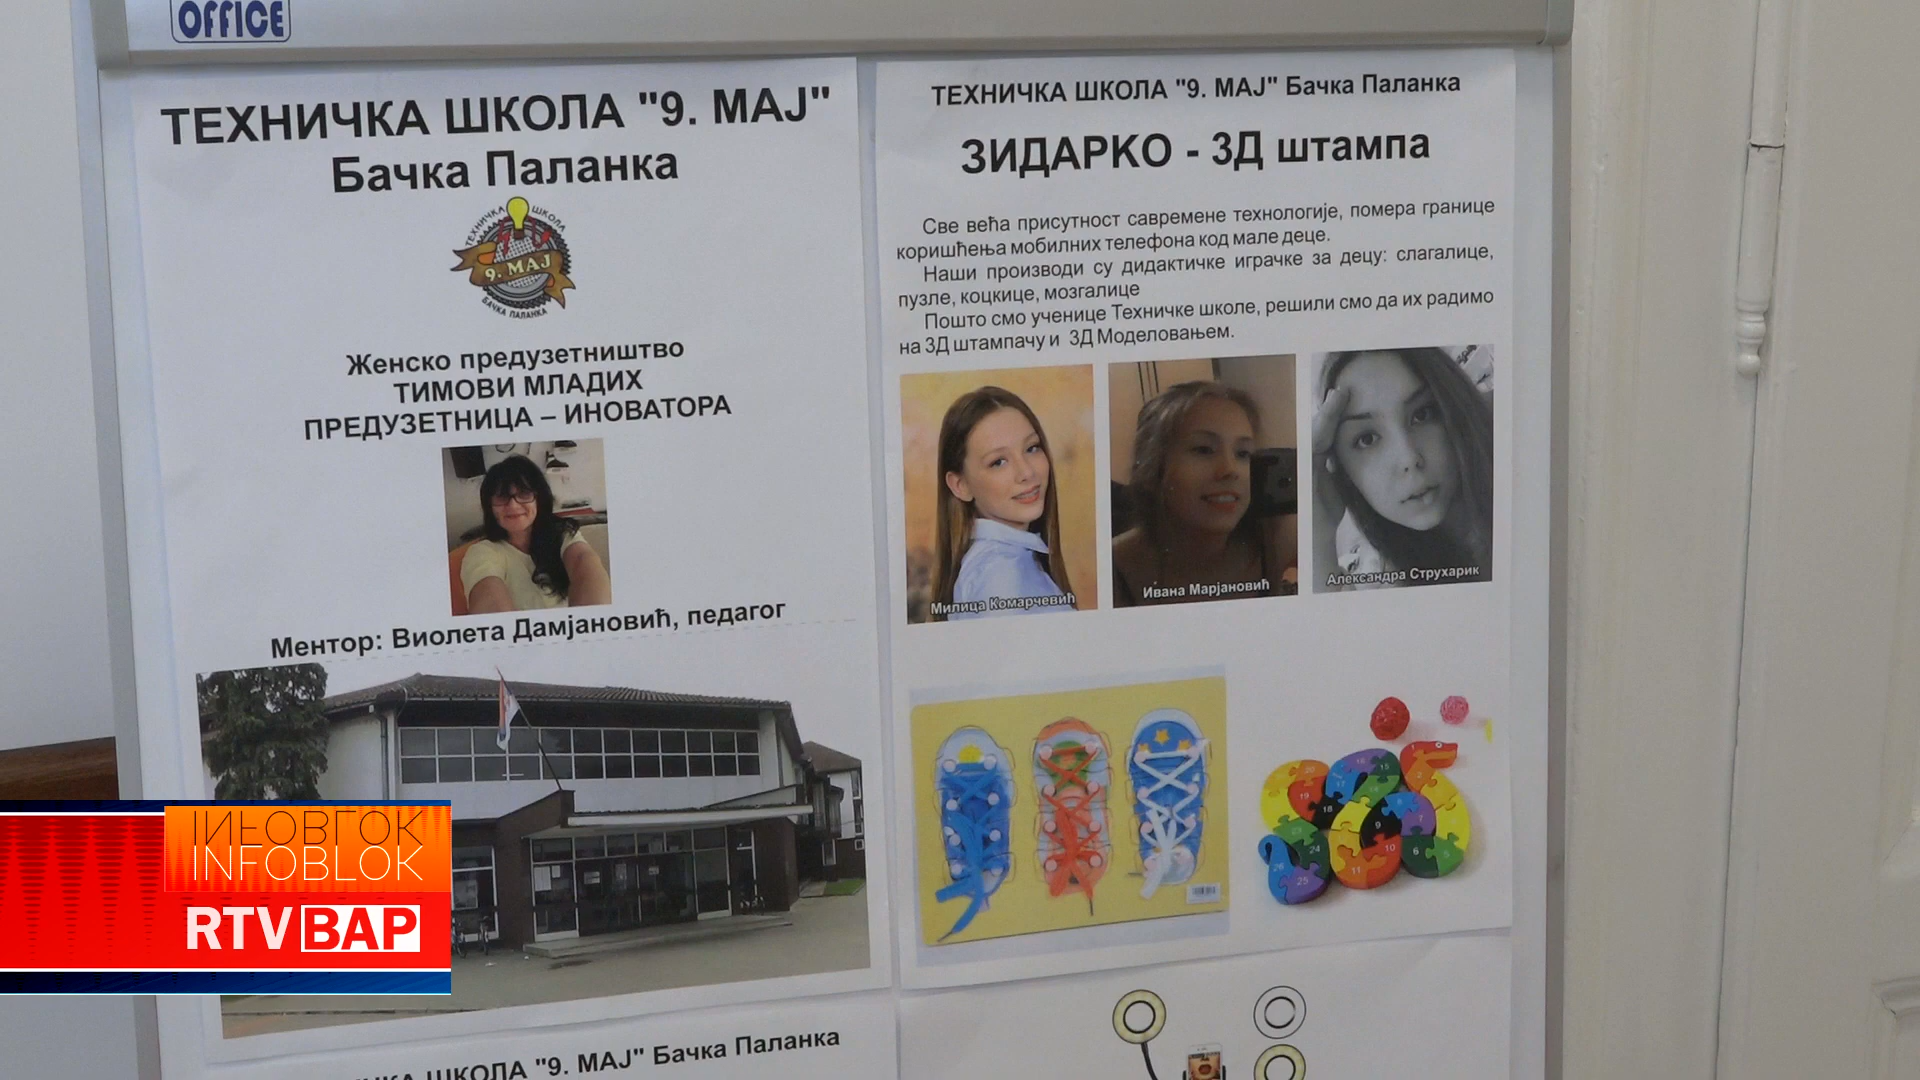 OFFICE
ТЕХНИЧКА ШКОЛА "9. МАЈ"
Бачка Паланка
ТЕХНИЧКА ШКОЛА
9. МАЈ
БАЧКА ПАЛАНКА
Женско предузетништво
ТИМОВИ МЛАДИХ
ПРЕДУЗЕТНИЦА – ИНОВАТОРА
Ментор: Виолета Дамјановић, педагог
ШКОЛА "9. МАЈ" Бачка Паланка
ТЕХНИЧКА ШКОЛА "9. МАЈ" Бачка Паланка
ЗИДАРКО - 3Д штампа
Све већа присутност савремене технологије, помера границе
коришћења мобилних телефона код мале деце.
Наши производи су дидактичке играчке за децу: слагалице,
пузле, коцкице, мозгалице
Пошто смо ученице Техничке школе, решили смо да их радимо
на 3Д штампачу и 3Д Моделовањем.
Милица Комарчевић
Ивана Марјановић
Александра Струхарик
INFOBLOK
INFOBLOK
RTV BAP